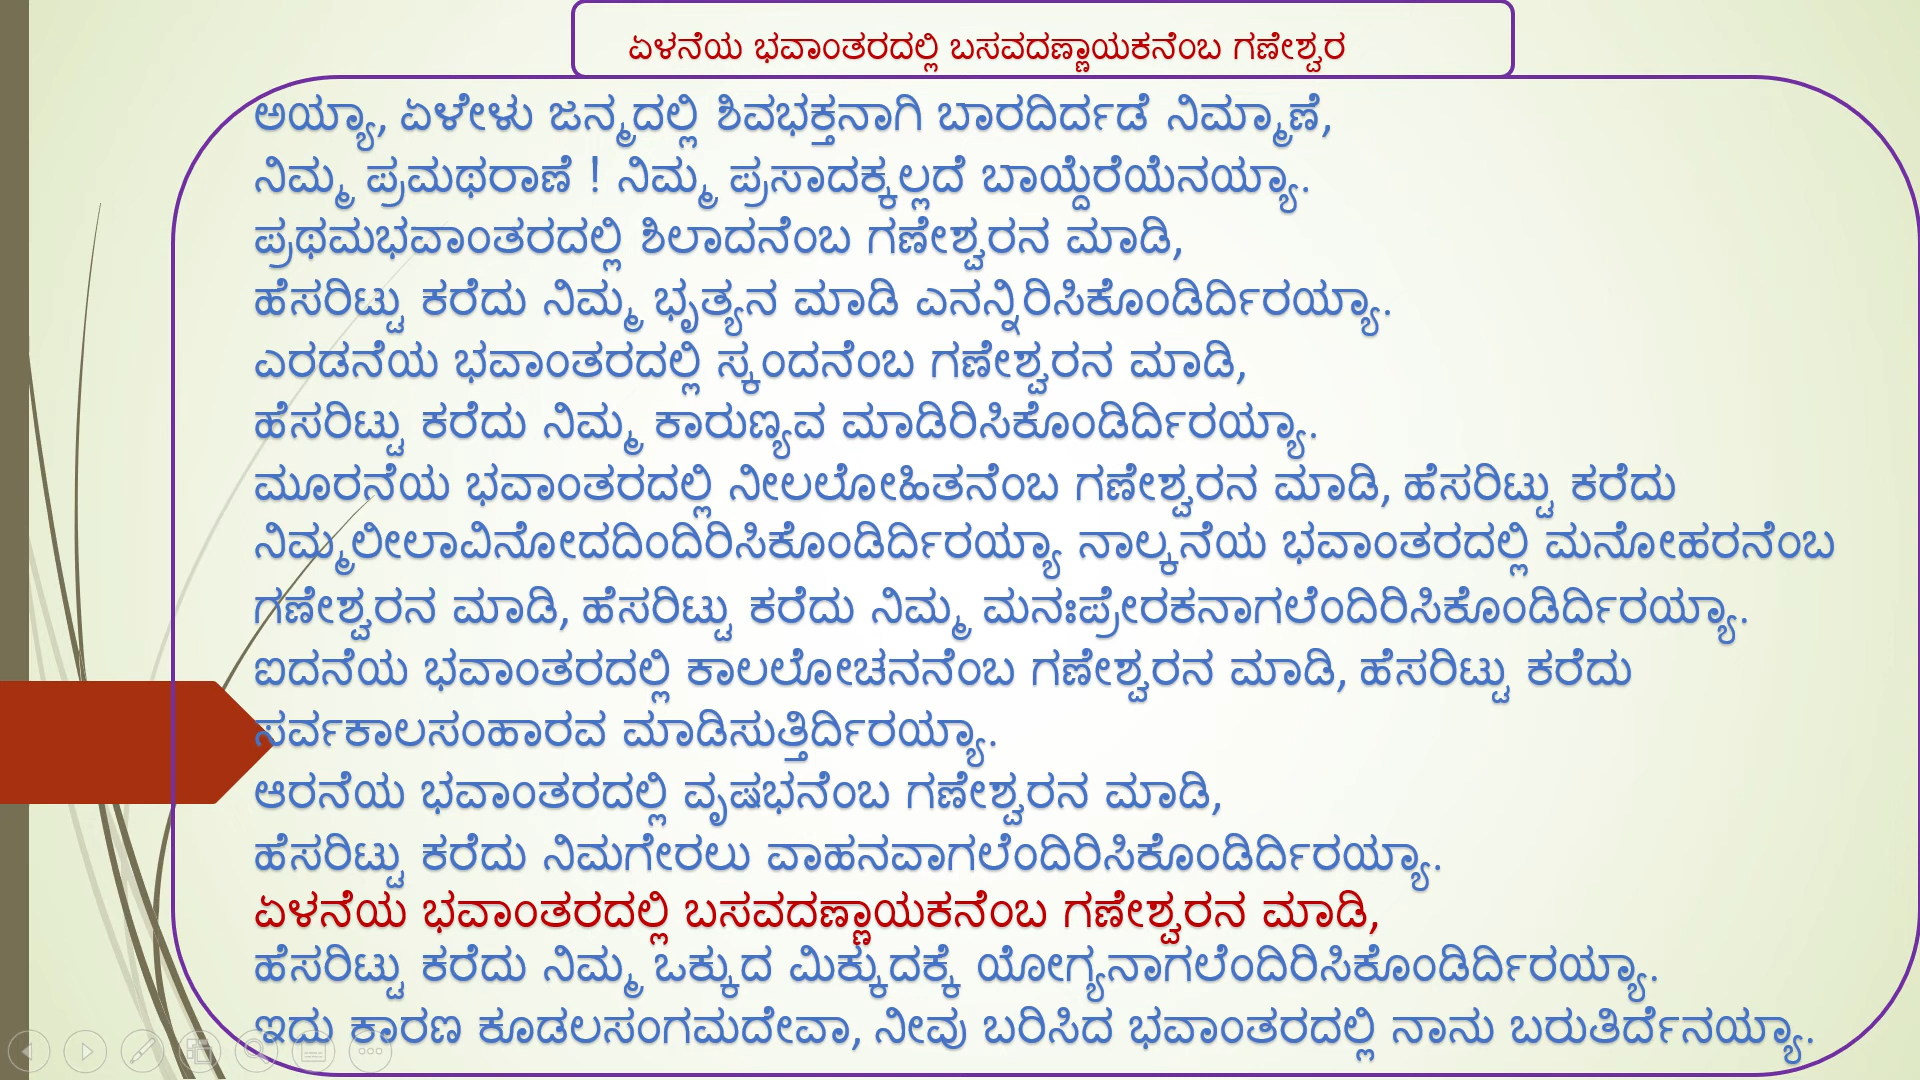 ಏಳನೆಯ ಭವಾಂತರದಲ್ಲಿ ಬಸವದಣ್ಣಾಯಕನೆಂಬ ಗಣೇಶ್ವರ
ಅಯ್ಯಾ, ಏಳೇಳು ಜನ್ಮದಲ್ಲಿ ಶಿವಭಕ್ತನಾಗಿ ಬಾರದಿರ್ದಡೆ ನಿಮ್ಮಾಣೆ,
ನಿಮ್ಮ ಪ್ರಮಥರಾಣೆ ! ನಿಮ್ಮ ಪ್ರಸಾದಕ್ಕಲ್ಲದೆ ಬಾಯ್ದೆರೆಯೆನಯ್ಯಾ.
ಪ್ರಥಮಭವಾಂತರದಲ್ಲಿ ಶಿಲಾದನೆಂಬ ಗಣೇಶ್ವರನ ಮಾಡಿ,
ಹೆಸರಿಟ್ಟು ಕರೆದು ನಿಮ್ಮ ಭೃತ್ಯನ ಮಾಡಿ ಎನನ್ನಿರಿಸಿಕೊಂಡಿರ್ದಿರಯ್ಯಾ.
ಎರಡನೆಯ ಭವಾಂತರದಲ್ಲಿ ಸ್ಕಂದನೆಂಬ ಗಣೇಶ್ವರನ ಮಾಡಿ,
ಹೆಸರಿಟ್ಟು ಕರೆದು ನಿಮ್ಮ ಕಾರುಣ್ಯವ ಮಾಡಿರಿಸಿಕೊಂಡಿರ್ದಿರಯ್ಯಾ.
ಮೂರನೆಯ ಭವಾಂತರದಲ್ಲಿ ನೀಲಲೋಹಿತನೆಂಬ ಗಣೇಶ್ವರನ ಮಾಡಿ, ಹೆಸರಿಟ್ಟು ಕರೆದು
ನಿಮ್ಮಲೀಲಾವಿನೋದದಿಂದಿರಿಸಿಕೊಂಡಿರ್ದಿರಯ್ಯಾ ನಾಲ್ಕನೆಯ ಭವಾಂತರದಲ್ಲಿ ಮನೋಹರನೆಂಬ
ಗಣೇಶ್ವರನ ಮಾಡಿ, ಹೆಸರಿಟ್ಟು ಕರೆದು ನಿಮ್ಮ ಮನಃಪ್ರೇರಕನಾಗಲೆಂದಿರಿಸಿಕೊಂಡಿರ್ದಿರಯ್ಯಾ.
ಐದನೆಯ ಭವಾಂತರದಲ್ಲಿ ಕಾಲಲೋಚನನೆಂಬ ಗಣೇಶ್ವರನ ಮಾಡಿ, ಹೆಸರಿಟ್ಟು ಕರೆದು
ಸರ್ವಕಾಲಸಂಹಾರವ ಮಾಡಿಸುತ್ತಿರ್ದಿರಯ್ಯಾ.
ಆರನೆಯ ಭವಾಂತರದಲ್ಲಿ ವೃಷಭನೆಂಬ ಗಣೇಶ್ವರನ ಮಾಡಿ,
ಹೆಸರಿಟ್ಟು ಕರೆದು ನಿಮಗೇರಲು ವಾಹನವಾಗಲೆಂದಿರಿಸಿಕೊಂಡಿರ್ದಿರಯ್ಯಾ.
ಏಳನೆಯ ಭವಾಂತರದಲ್ಲಿ ಬಸವದಣ್ಣಾಯಕನೆಂಬ ಗಣೇಶ್ವರನ ಮಾಡಿ,
ಹೆಸರಿಟ್ಟು ಕರೆದು ನಿಮ್ಮ ಒಕ್ಕುದ ಮಿಕ್ಕುದಕ್ಕೆ ಯೋಗ್ಯನಾಗಲೆಂದಿರಿಸಿಕೊಂಡಿರ್ದಿರಯ್ಯಾ.
ಇದು ಕಾರಣ ಕೂಡಲಸಂಗಮದೇವಾ, ನೀವು ಬರಿಸಿದ ಭವಾಂತರದಲ್ಲಿ ನಾನು ಬರುತಿರ್ದೆನಯ್ಯಾ.